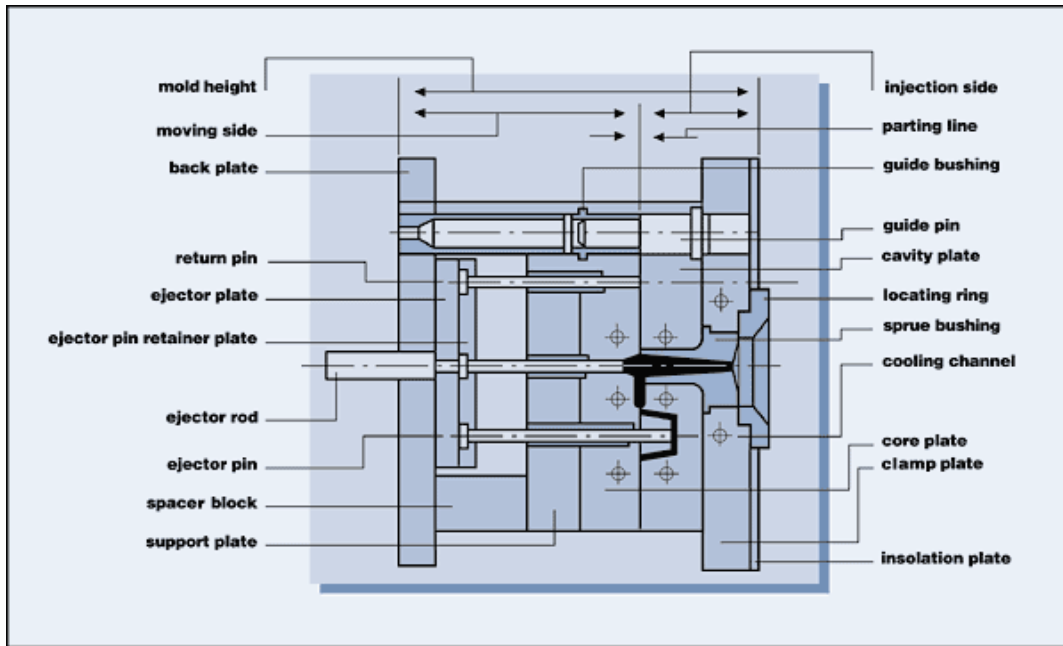 mold height
moving side
back plate
return pin
ejector plate
ejector pin retainer plate
ejector rod
ejector pin
spacer block
support plate
injection side
parting line
guide bushing
guide pin
cavity plate
locating ring
sprue bushing
cooling channel
core plate
clamp plate
insolation plate